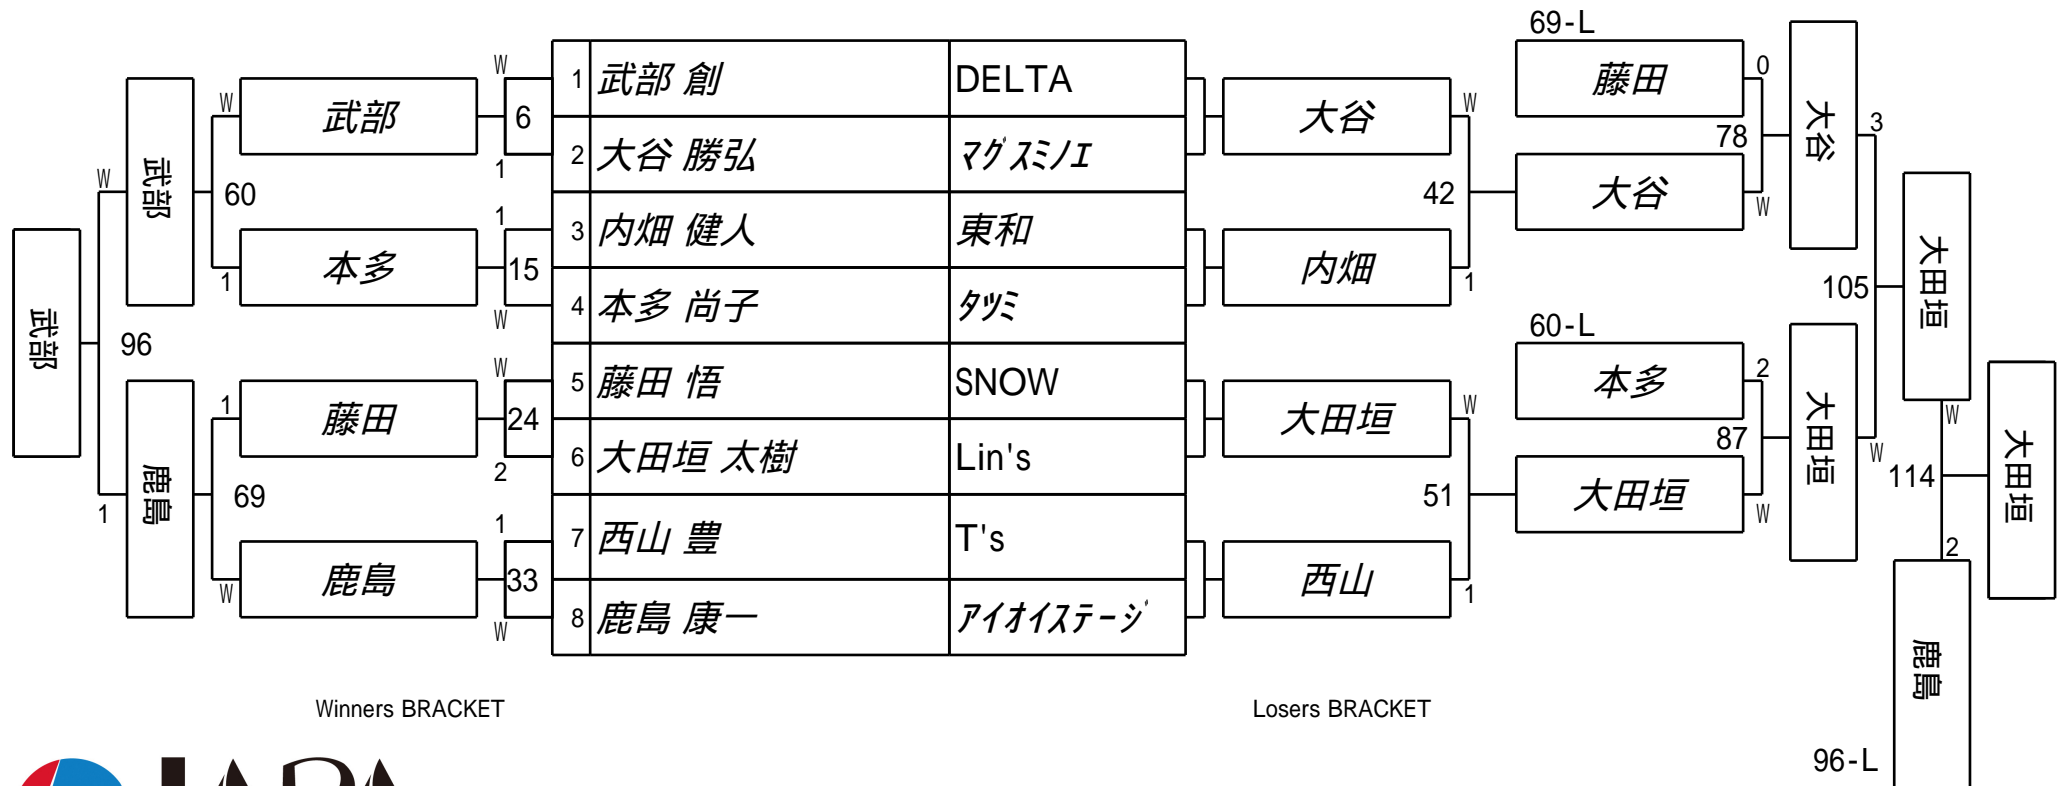 69-L
W
1 武部 創 DELTA
0
W 武部 6 大谷 W 藤田 大谷 3
武部 1 2 大谷 勝弘 マグスミノエ 78
W 60 42 大谷 W 大田垣
1 3 内畑 健人 東和
1 本多 15 内畑 1
W 4 本多 尚子 タツミ 105
武部 96 60-L
W 5 藤田 悟 SNOW 本多 2
1 藤田 24 大田垣 W 大田垣 W 大田垣
2 6 大田垣 太樹 Lin's 87
鹿島 69 51 大田垣 W 114 W 大田垣
1 1 7 西山 豊 T's
W 鹿島 33 西山 1 2
W 8 鹿島 康一 アイオイステージ
鹿島
Winners BRACKET Losers BRACKET
96-L